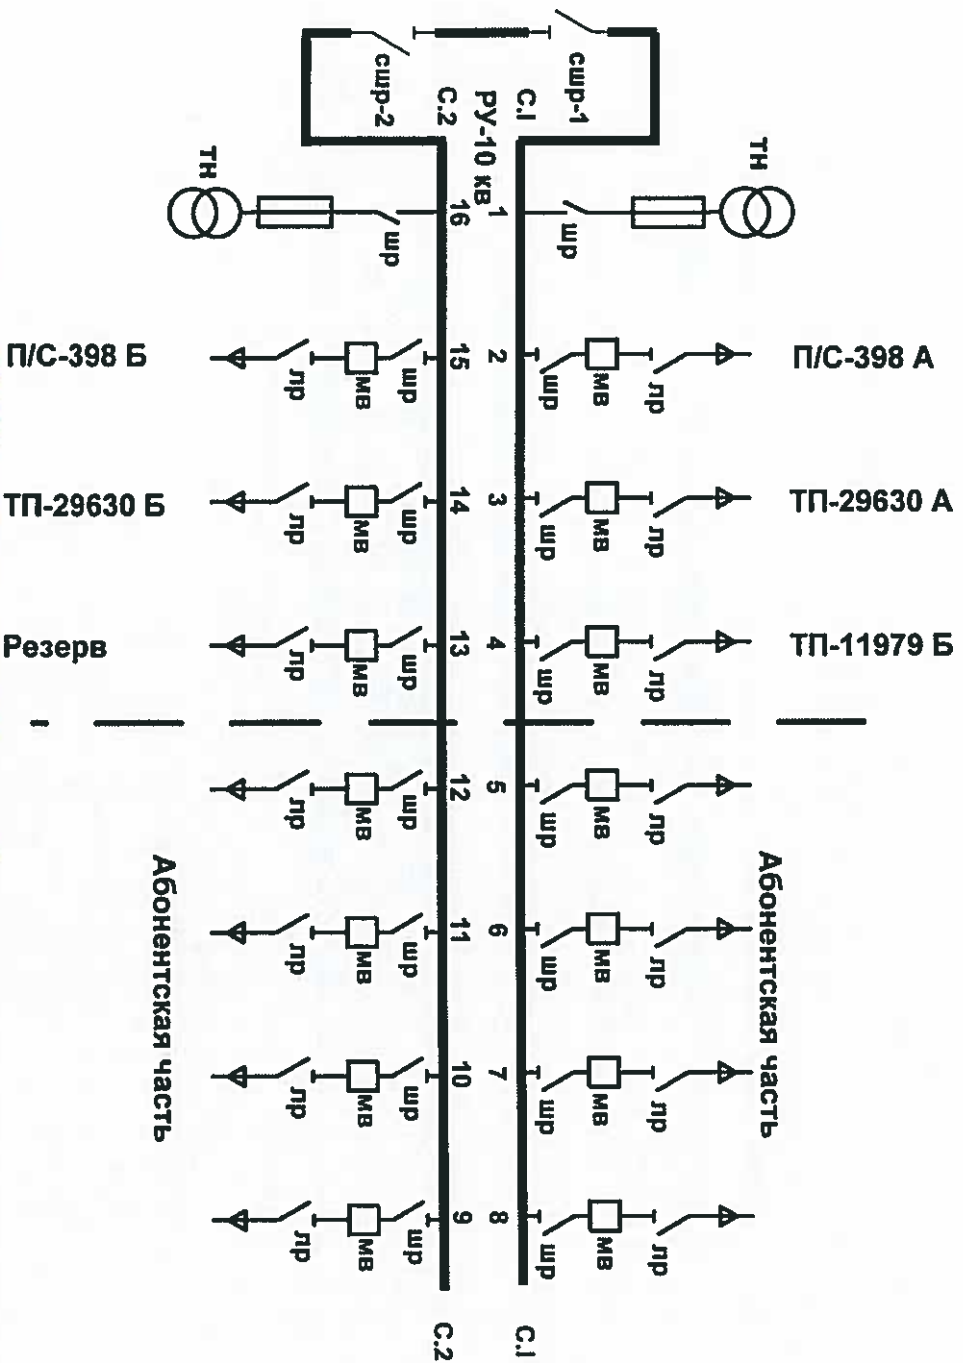 сшр-2
сшр-1
С.2
РУ-10 кв
С.1
тн
тн
16
1
шр
шр
П/С-398 Б
лр
мв
шр
15
2
шр
мв
лр
П/С-398 А
ТП-29630 Б
лр
мв
шр
14
3
шр
мв
лр
ТП-29630 А
Резерв
лр
мв
шр
13
4
шр
мв
лр
ТП-11979 Б
лр
мв
шр
12
5
шр
мв
лр
Абонентская часть
Абонентская часть
лр
мв
шр
11
6
шр
мв
лр
лр
мв
шр
10
7
шр
мв
лр
лр
мв
шр
9
8
шр
мв
лр
С.2
С.1